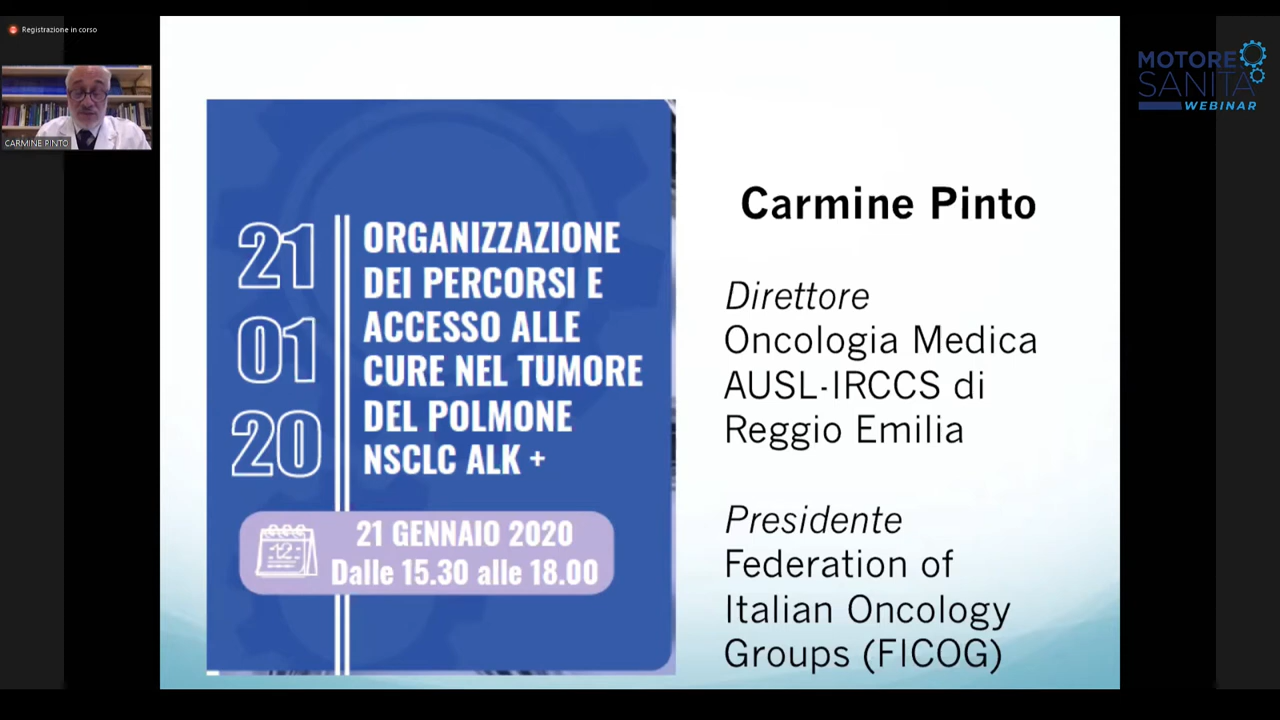 Registrazione in corso
CARMINE PINTO
MOTORE
SANITÀ
WEBINAR
21
01
20
ORGANIZZAZIONE
DEI PERCORSI E
ACCESSO ALLE
CURE NEL TUMORE
DEL POLMONE
NSCLC ALK +
12
21 GENNAIO 2020
Dalle 15.30 alle 18.00
Carmine Pinto
Direttore
Oncologia Medica
AUSL-IRCCS di
Reggio Emilia
Presidente
Federation of
Italian Oncology
Groups (FICOG)